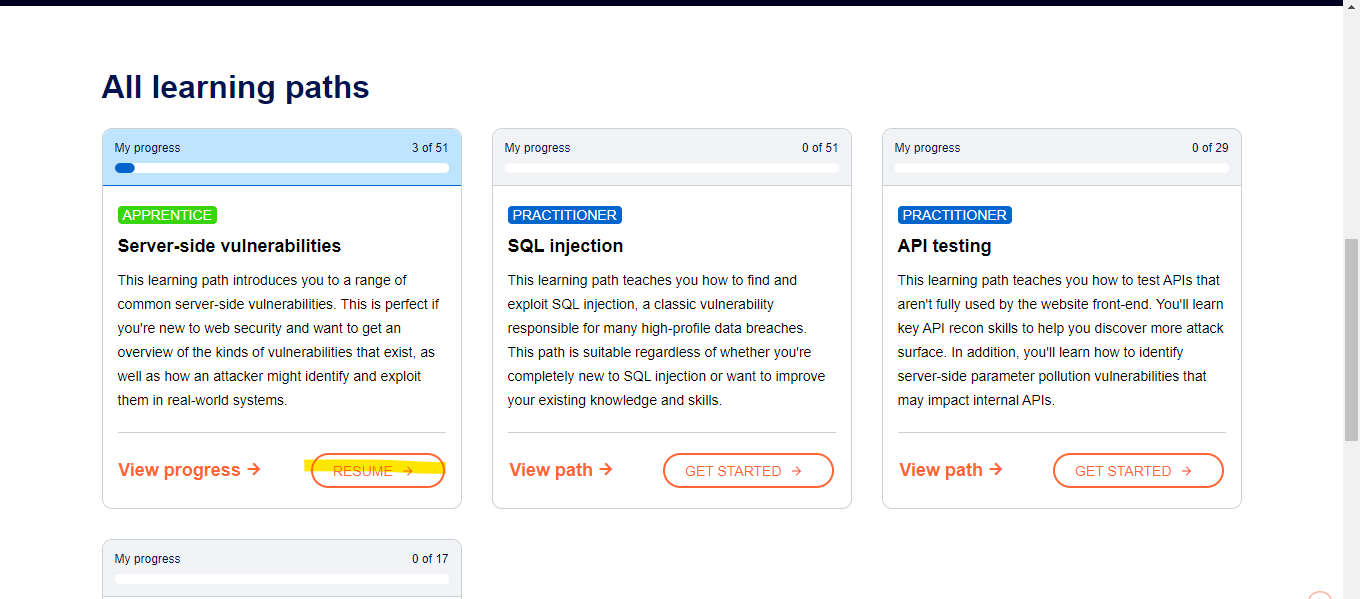 All learning paths
My progress 3 of 51
APPRENTICE
Server-side vulnerabilities
This learning path introduces you to a range of
common server-side vulnerabilities. This is perfect if
you're new to web security and want to get an
overview of the kinds of vulnerabilities that exist, as
well as how an attacker might identify and exploit
them in real-world systems.
View progress → RESUME →
My progress 0 of 51
PRACTITIONER
SQL injection
This learning path teaches you how to find and
exploit SQL injection, a classic vulnerability
responsible for many high-profile data breaches.
This path is suitable regardless of whether you're
completely new to SQL injection or want to improve
your existing knowledge and skills.
View path → GET STARTED →
My progress 0 of 29
PRACTITIONER
API testing
This learning path teaches you how to test APIs that
aren't fully used by the website front-end. You'll learn
key API recon skills to help you discover more attack
surface. In addition, you'll learn how to identify
server-side parameter pollution vulnerabilities that
may impact internal APIs.
View path → GET STARTED →
My progress 0 of 17